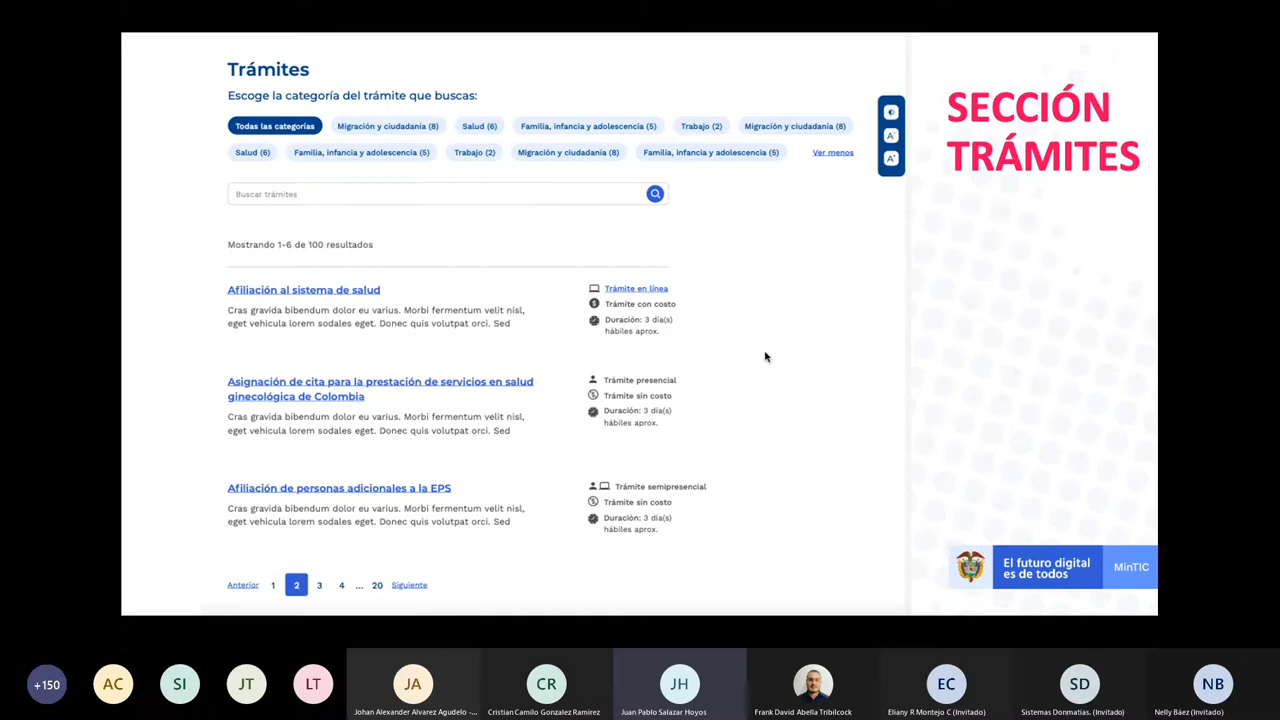 Trámites
Escoge la categoría del trámite que buscas:
Todas las categorías
Migración y ciudadanía (8)
Salud (6)
Familia, infancia y adolescencia (5)
Trabajo (2)
Migración y ciudadanía (8)
Salud (6)
Familia, infancia y adolescencia (5)
Trabajo (2)
Migración y ciudadanía (8)
Familia, infancia y adolescencia (5)
Ver menos
Buscar trámites
Mostrando 1-6 de 100 resultados
Afiliación al sistema de salud
Cras gravida bibendum dolor eu varius. Morbi fermentum velit nisl,
eget vehicula lorem sodales eget. Donec quis volutpat orci. Sed
Trámite en línea
Trámite con costo
Duración: 3 día(s)
hábiles aprox.
Asignación de cita para la prestación de servicios en salud
ginecológica de Colombia
Cras gravida bibendum dolor eu varius. Morbi fermentum velit nisl,
eget vehicula lorem sodales eget. Donec quis volutpat orci. Sed
Trámite presencial
Trámite sin costo
Duración: 3 día(s)
hábiles aprox.
Afiliación de personas adicionales a la EPS
Cras gravida bibendum dolor eu varius. Morbi fermentum velit nisl,
eget vehicula lorem sodales eget. Donec quis volutpat orci. Sed
Trámite semipresencial
Trámite sin costo
Duración: 3 día(s)
hábiles aprox.
Anterior 1 2 3 4 ... 20 Siguiente
A-
A+
SECCIÓN
TRÁMITES
El futuro digital
es de todos
MinTIC
+150
AC
SI
JT
LT
JA
CR
JH
EC
SD
NB
Johan Alexander Alvarez Agudelo -...
Cristian Camilo Gonzalez Ramirez
Juan Pablo Salazar Hoyos
Frank David Abella Tribilcock
Eliany R Montejo C (Invitado)
Sistemas Donmatias. (Invitado)
Nelly Báez (Invitado)